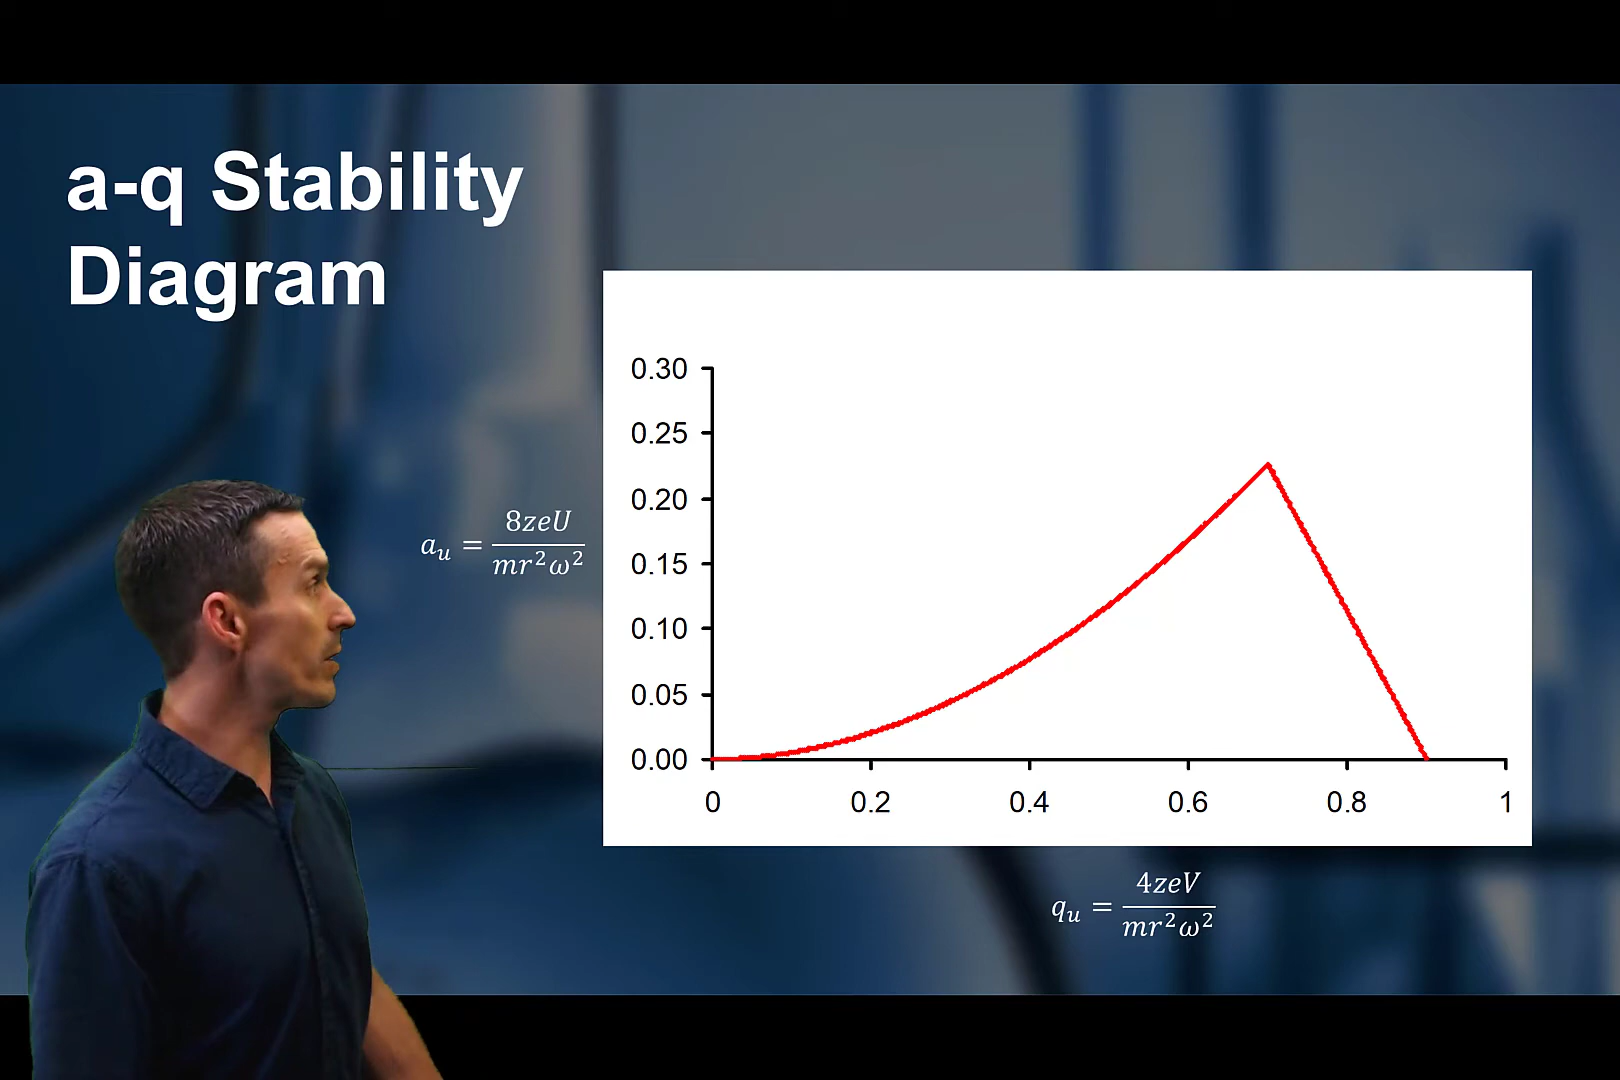 a-q Stability
Diagram
a_u = 8zeU / mr²ω²
0.30
0.25
0.20
0.15
0.10
0.05
0.00
0 0.2 0.4 0.6 0.8 1
q_u = 4zeV / mr²ω²